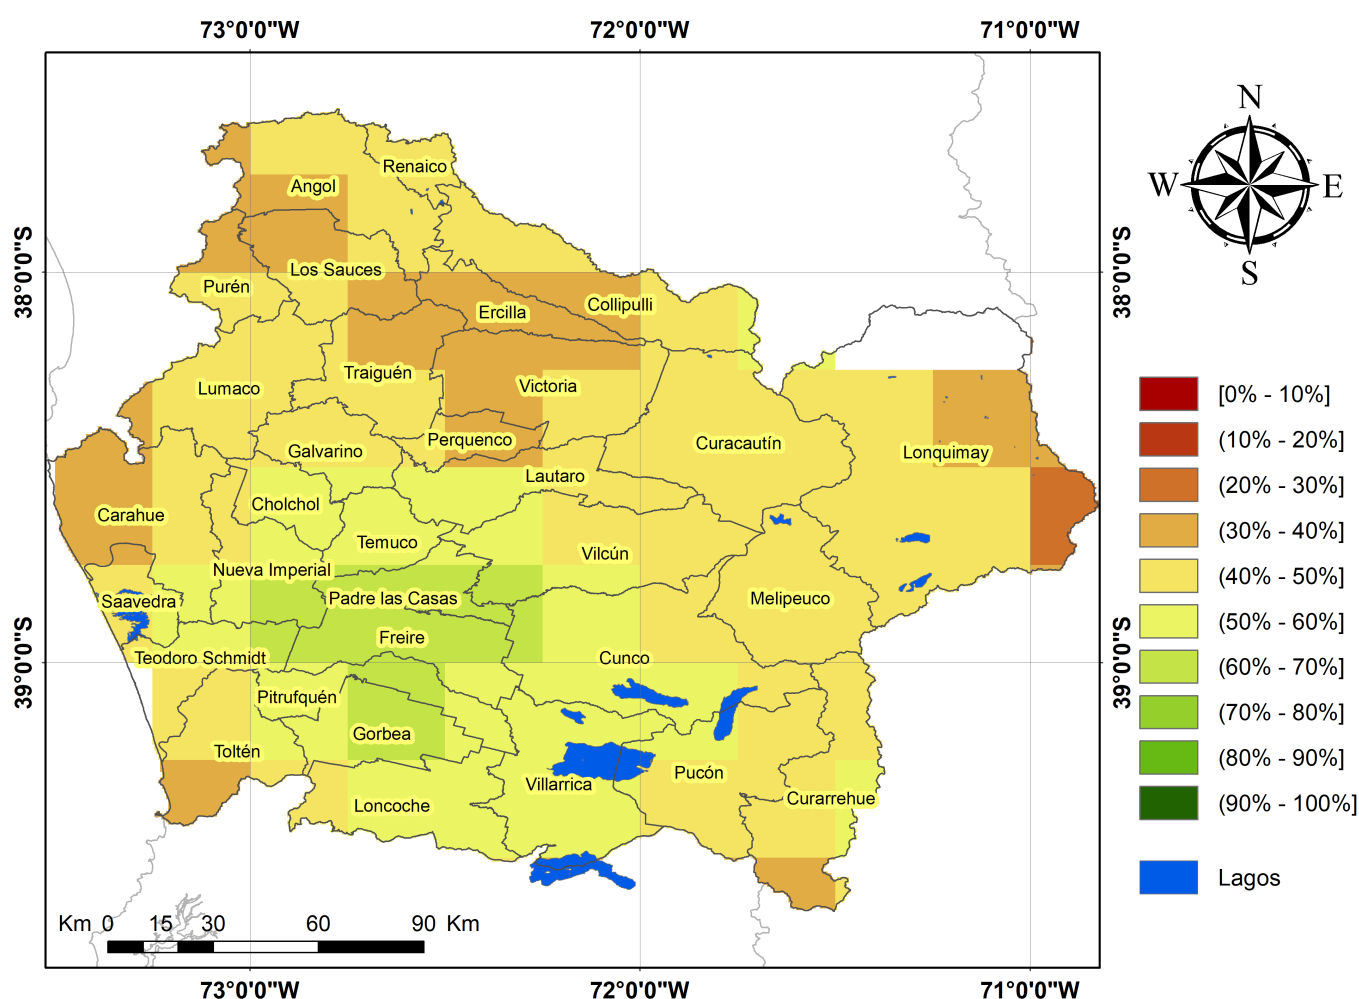 73°0'0"W 72°0'0"W 71°0'0"W
N
W E
S
38°0'0"S 38°0'0"S
39°0'0"S 39°0'0"S
Renaico
Angol
Los Sauces
Purén
Collipulli
Ercilla
Traiguén
Victoria
Lumaco
Perquenco
Curacautín
Galvarino
Lonquimay
Lautaro
Cholchol
Carahue
Temuco
Vilcún
Nueva Imperial
Saavedra
Padre las Casas
Melipeuco
Freire
Teodoro Schmidt
Cunco
Pitrufquén
Gorbea
Toltén
Pucón
Villarrica
Curarrehue
Loncoche
[0% - 10%]
(10% - 20%]
(20% - 30%]
(30% - 40%]
(40% - 50%]
(50% - 60%]
(60% - 70%]
(70% - 80%]
(80% - 90%]
(90% - 100%]
Lagos
Km 0 15 30 60 90 Km
73°0'0"W 72°0'0"W 71°0'0"W